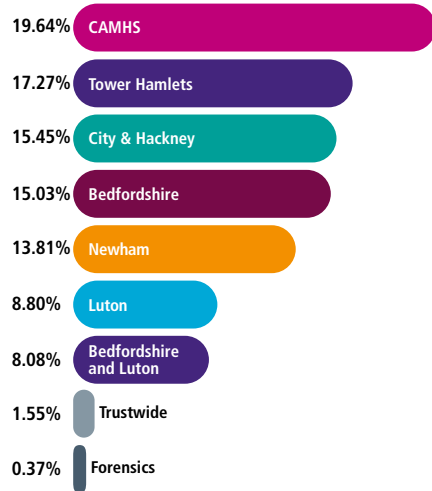 19.64% CAMHS
17.27% Tower Hamlets
15.45% City & Hackney
15.03% Bedfordshire
13.81% Newham
8.80% Luton
8.08% Bedfordshire
and Luton
1.55% Trustwide
0.37% Forensics